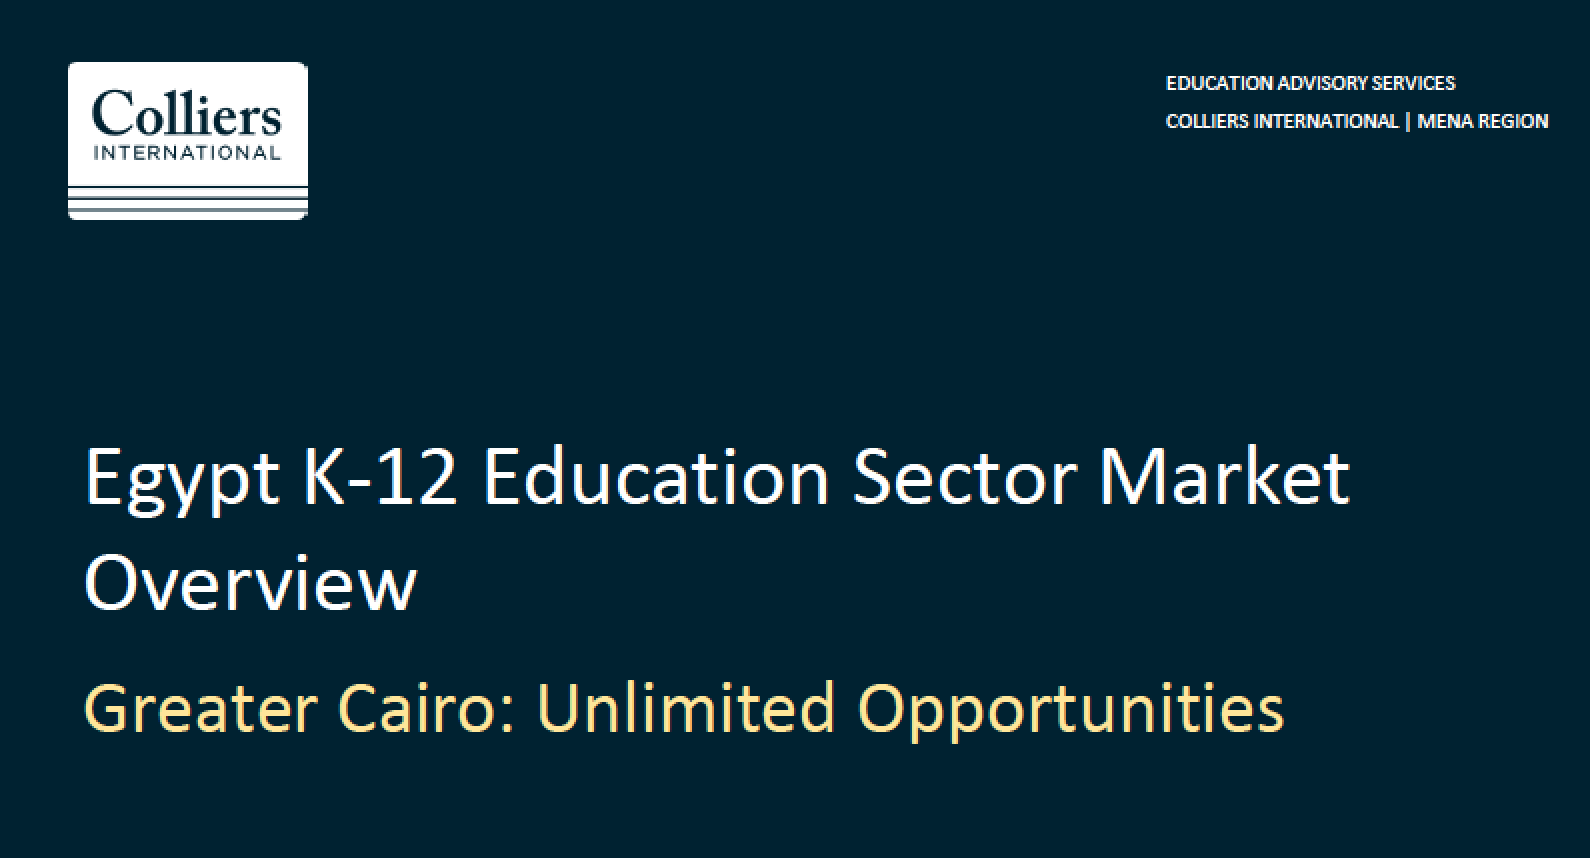 Colliers
INTERNATIONAL
EDUCATION ADVISORY SERVICES
COLLIERS INTERNATIONAL | MENA REGION
Egypt K-12 Education Sector Market
Overview
Greater Cairo: Unlimited Opportunities